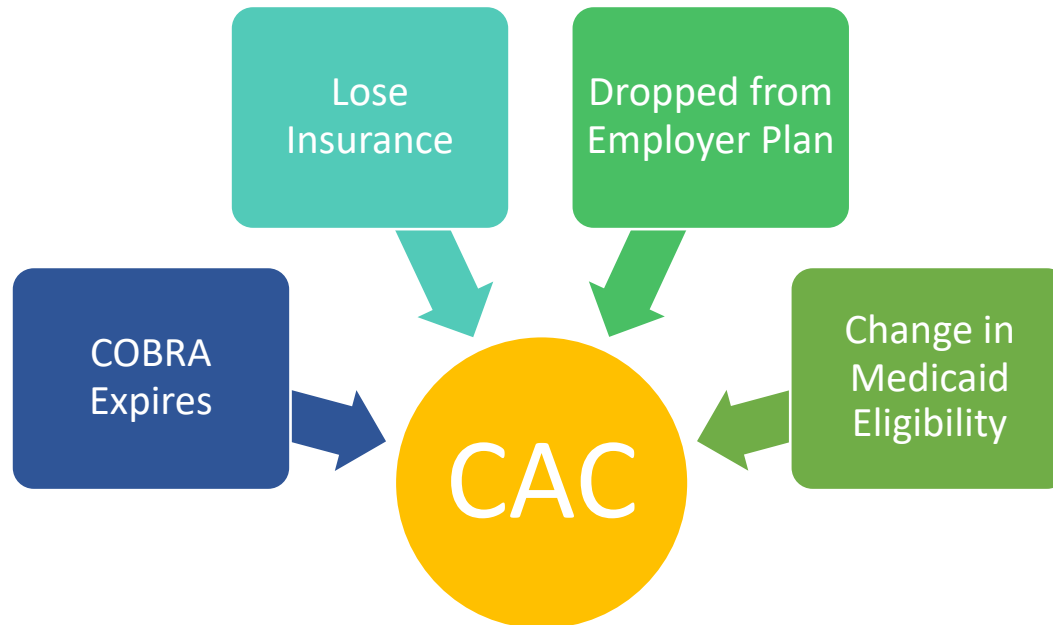 Lose
Insurance
Dropped from
Employer Plan
COBRA
Expires
Change in
Medicaid
Eligibility
CAC